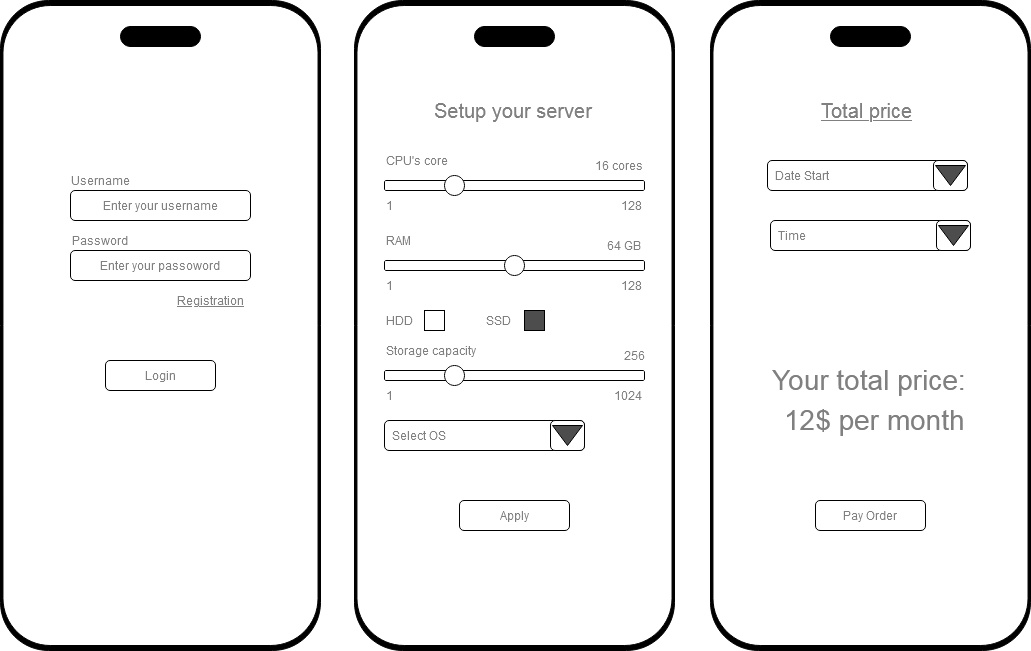 Username
Enter your username
Password
Enter your passoword
Registration
Login
Setup your server
CPU's core
16 cores
1
128
RAM
64 GB
1
128
HDD
SSD
Storage capacity
256
1
1024
Select OS
Apply
Total price
Date Start
Time
Your total price:
12$ per month
Pay Order